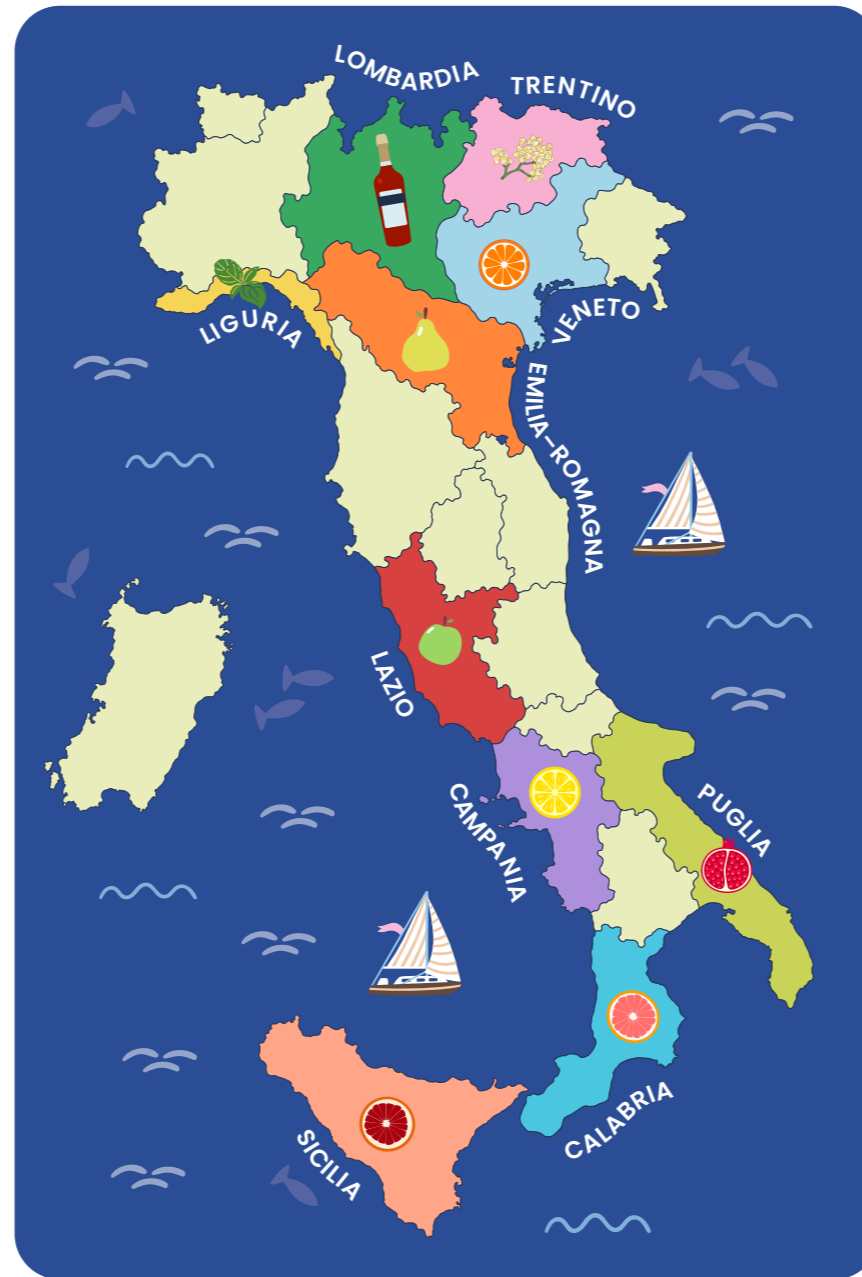 LOMBARDIA
TRENTINO
LIGURIA
VENETO
EMILIA–ROMAGNA
LAZIO
CAMPANIA
PUGLIA
CALABRIA
SICILIA